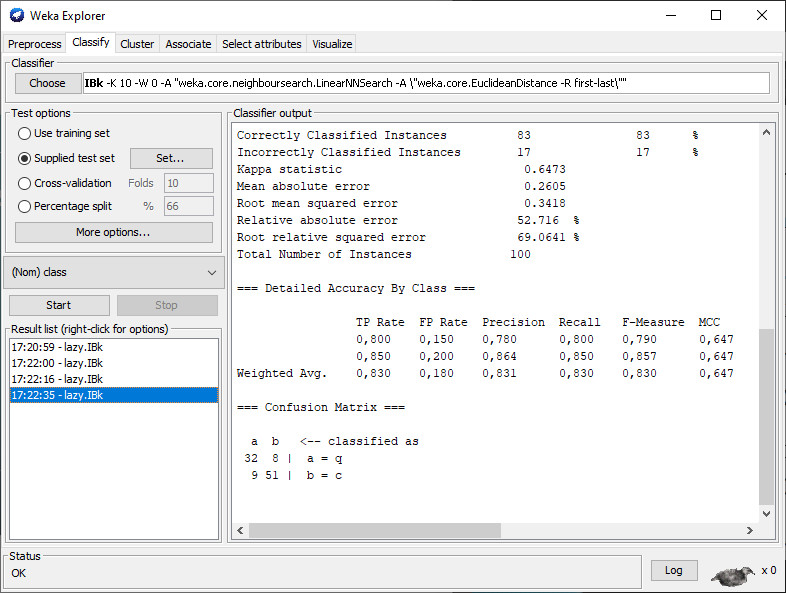 Weka Explorer
Preprocess Classify Cluster Associate Select attributes Visualize
Classifier
Choose IBk -K 10 -W 0 -A "weka.core.neighboursearch.LinearNNSearch -A \"weka.core.EuclideanDistance -R first-last\""
Test options
Use training set
Supplied test set Set...
Cross-validation Folds 10
Percentage split % 66
More options...
(Nom) class
Start Stop
Result list (right-click for options)
17:20:59 - lazy.IBk
17:22:00 - lazy.IBk
17:22:16 - lazy.IBk
17:22:35 - lazy.IBk
Classifier output
Correctly Classified Instances 83 83 %
Incorrectly Classified Instances 17 17 %
Kappa statistic 0.6473
Mean absolute error 0.2605
Root mean squared error 0.3418
Relative absolute error 52.716 %
Root relative squared error 69.0641 %
Total Number of Instances 100
=== Detailed Accuracy By Class ===
TP Rate FP Rate Precision Recall F-Measure MCC
0,800 0,150 0,780 0,800 0,790 0,647
0,850 0,200 0,864 0,850 0,857 0,647
Weighted Avg. 0,830 0,180 0,831 0,830 0,830 0,647
=== Confusion Matrix ===
a b <-- classified as
32 8 | a = q
9 51 | b = c
Status
OK
Log x 0